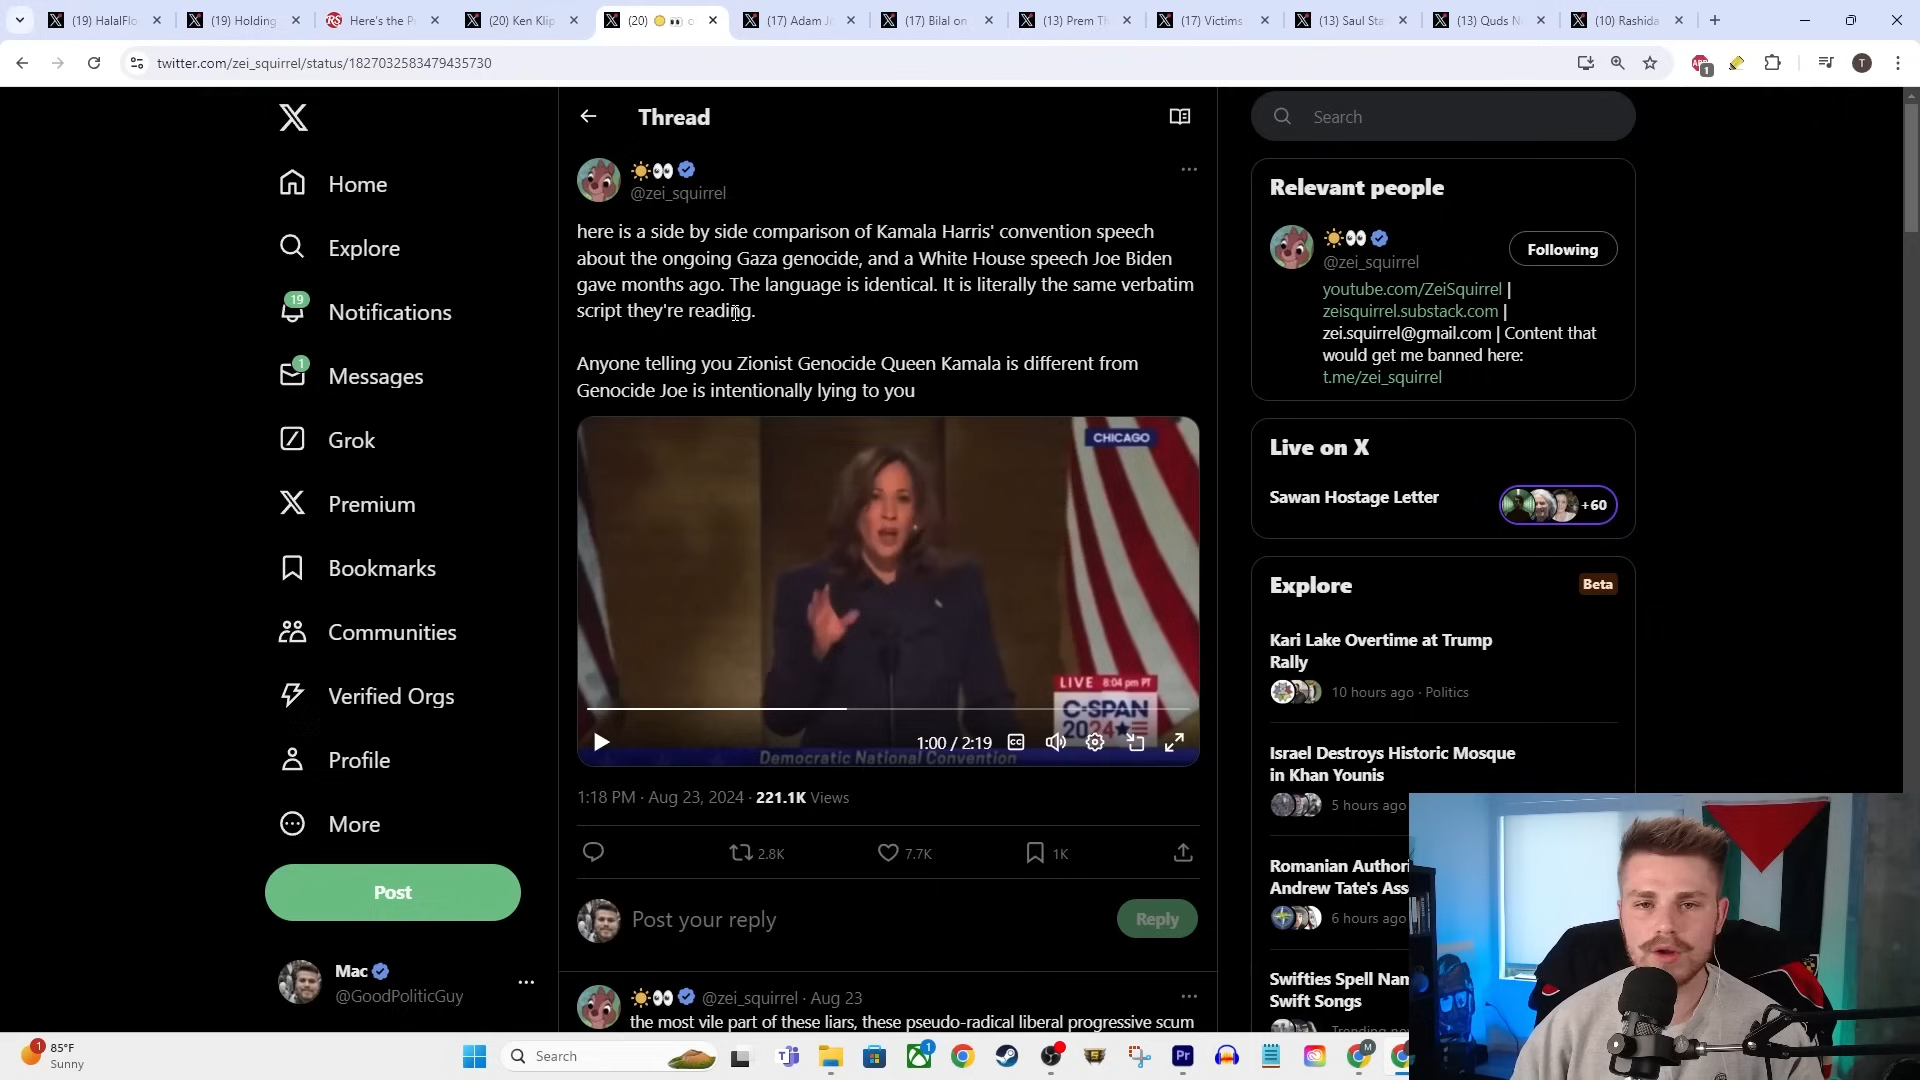 (19) HalalFlo
(19) Holding
Here's the P
(20) Ken Klip
(20)
(17) Adam Jo
(17) Bilal on
(13) Prem Th
(17) Victims
(13) Saul Sta
(13) Quds N
(10) Rashida
twitter.com/zei_squirrel/status/1827032583479435730
ABP
1
T
Home
Explore
19
Notifications
1
Messages
Grok
Premium
Bookmarks
Communities
Verified Orgs
Profile
More
Post
Mac
@GoodPoliticGuy
Thread
@zei_squirrel
here is a side by side comparison of Kamala Harris' convention speech
about the ongoing Gaza genocide, and a White House speech Joe Biden
gave months ago. The language is identical. It is literally the same verbatim
script they're reading.
Anyone telling you Zionist Genocide Queen Kamala is different from
Genocide Joe is intentionally lying to you
CHICAGO
LIVE 8:04 pm PT
C-SPAN
2024
Democratic National Convention
1:00 / 2:19
CC
1:18 PM · Aug 23, 2024 · 221.1K Views
2.8K
7.7K
1K
Post your reply
Reply
@zei_squirrel · Aug 23
the most vile part of these liars, these pseudo-radical liberal progressive scum
Search
Relevant people
Following
@zei_squirrel
youtube.com/ZeiSquirrel |
zeisquirrel.substack.com |
zei.squirrel@gmail.com | Content that
would get me banned here:
t.me/zei_squirrel
Live on X
Sawan Hostage Letter
+60
Explore
Beta
Kari Lake Overtime at Trump
Rally
10 hours ago · Politics
Israel Destroys Historic Mosque
in Khan Younis
5 hours ago
Romanian Authori
Andrew Tate's Ass
6 hours ago
Swifties Spell Nam
Swift Songs
Trending no
1
85°F
Sunny
Search
1
Pr
M